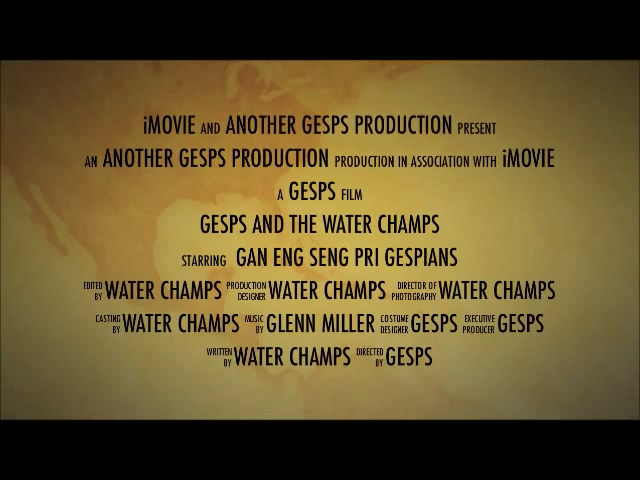 iMOVIE AND ANOTHER GESPS PRODUCTION PRESENT
AN ANOTHER GESPS PRODUCTION PRODUCTION IN ASSOCIATION WITH iMOVIE
A GESPS FILM
GESPS AND THE WATER CHAMPS
STARRING GAN ENG SENG PRI GESPIANS
EDITED BY WATER CHAMPS PRODUCTION DESIGNER WATER CHAMPS DIRECTOR OF PHOTOGRAPHY WATER CHAMPS
CASTING BY WATER CHAMPS MUSIC BY GLENN MILLER COSTUME DESIGNER GESPS EXECUTIVE PRODUCER GESPS
WRITTEN BY WATER CHAMPS DIRECTED BY GESPS